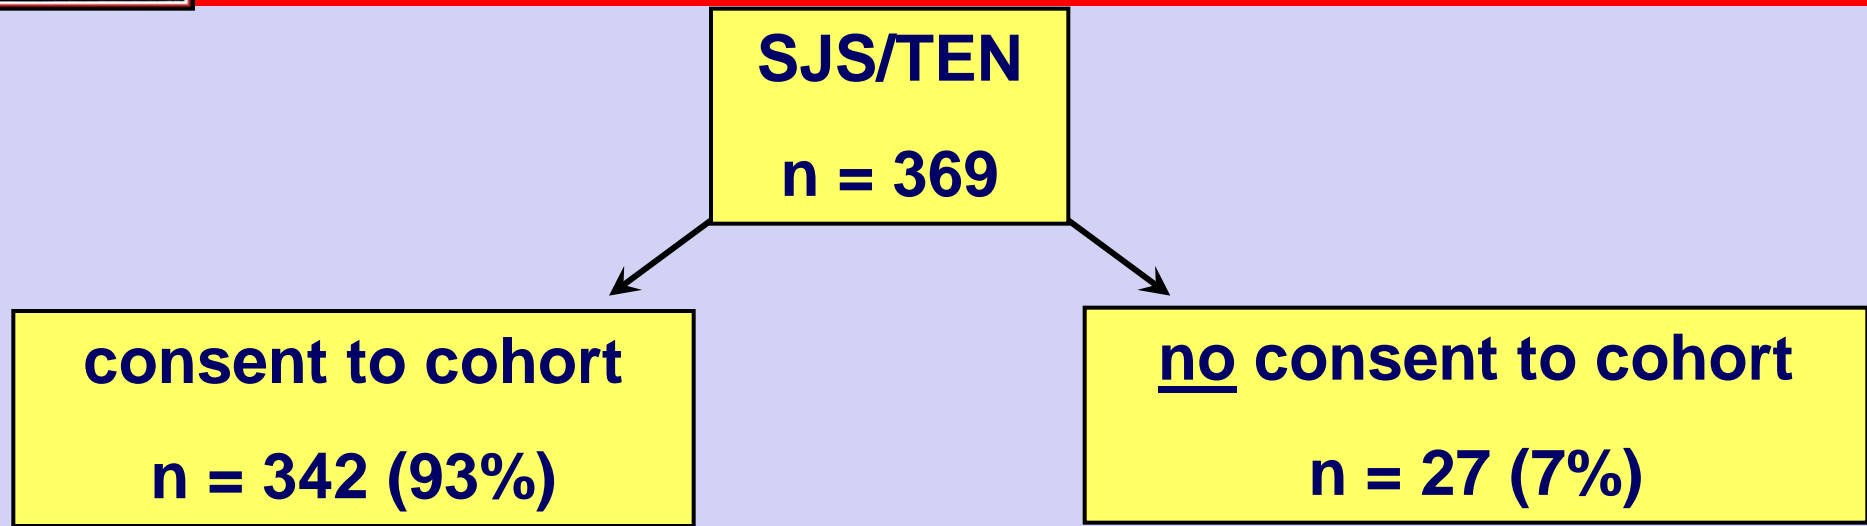 SJS/TEN
n = 369
consent to cohort
n = 342 (93%)
no consent to cohort
n = 27 (7%)